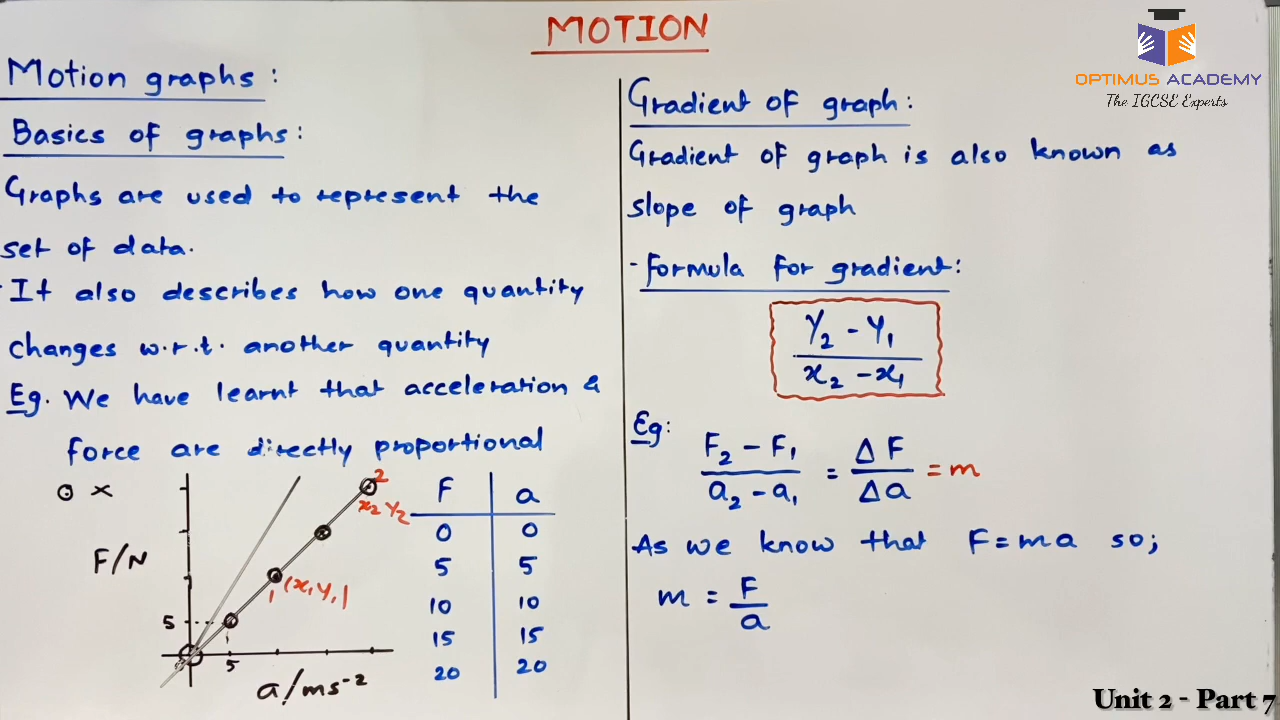 MOTION
OPTIMUS ACADEMY
The IGCSE Experts
Motion graphs:
Basics of graphs:
Graphs are used to represent the
set of data.
· It also describes how one quantity
changes w.r.t. another quantity
Eg. We have learnt that acceleration &
force are directly proportional
⊙ ×
F/N
5
5
a/ms⁻²
1 (x₁ Y₁)
2
x₂ Y₂
F a
0 0
5 5
10 10
15 15
20 20
Gradient of graph:
Gradient of graph is also known as
slope of graph
- formula for gradient:
Y₂ - Y₁
x₂ - x₁
Eg:
F₂ - F₁ / a₂ - a₁ = ΔF / Δa = m
As we know that F = ma so;
m = F / a
Unit 2 - Part 7